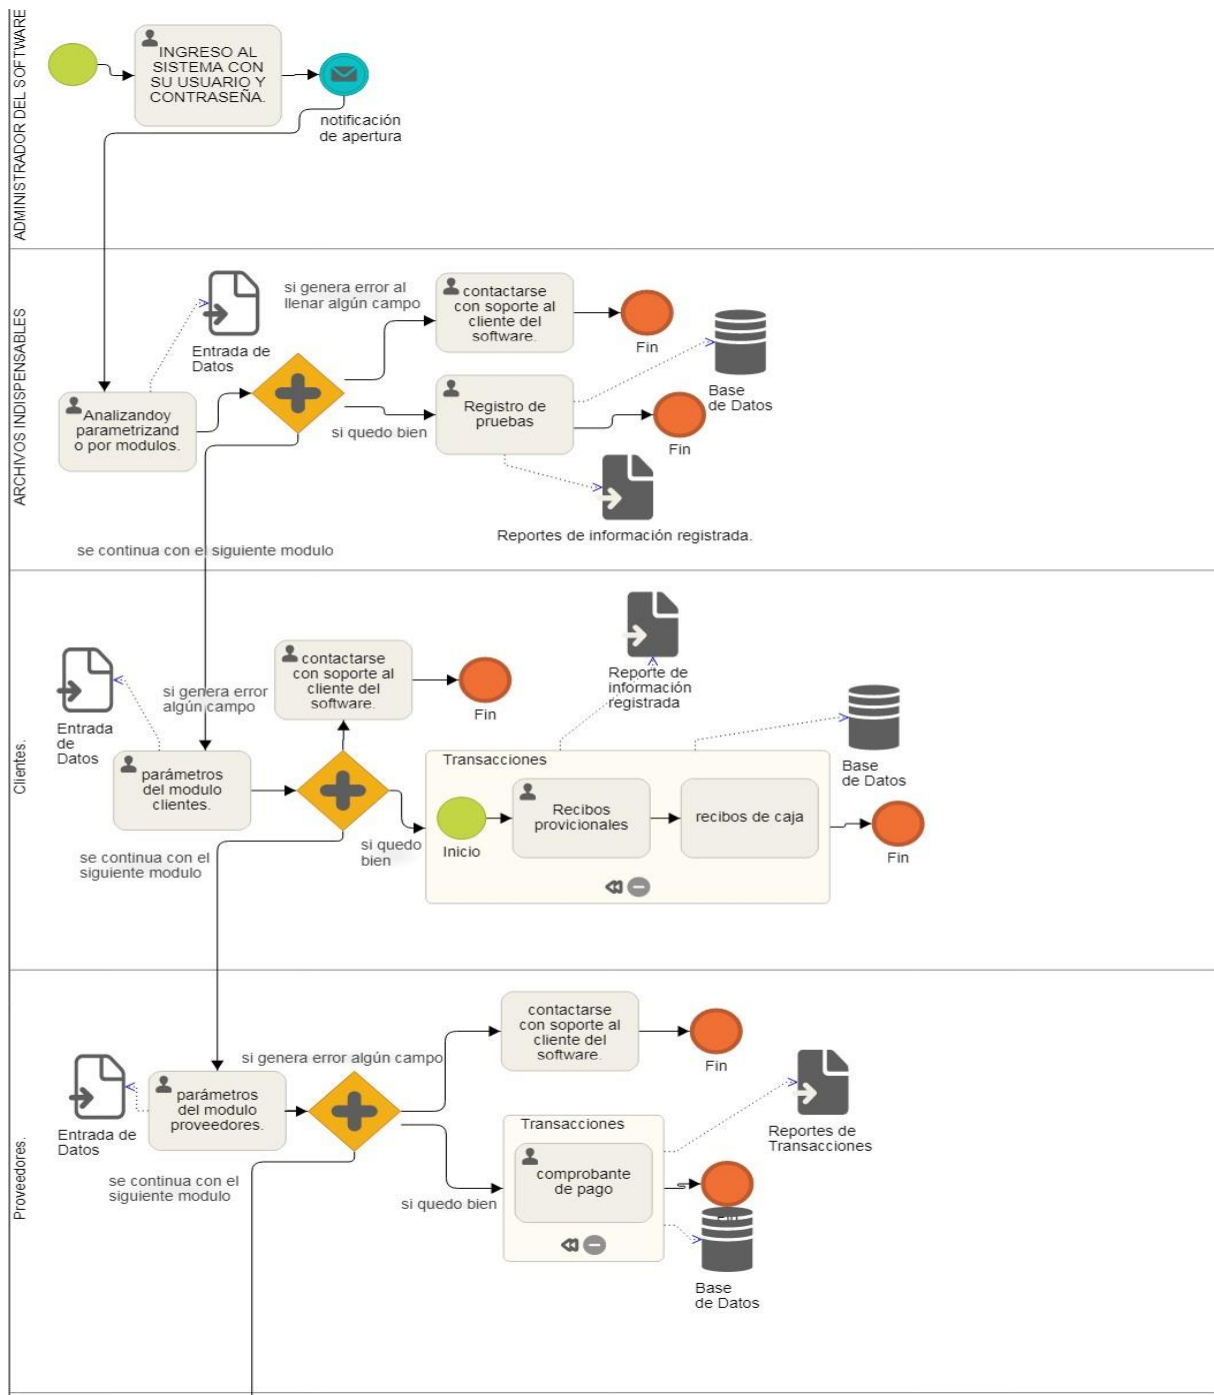 ADMINISTRADOR DEL SOFTWARE
INGRESO AL
SISTEMA CON
SU USUARIO Y
CONTRASEÑA.
notificación
de apertura
ARCHIVOS INDISPENSABLES
Entrada de
Datos
si genera error al
llenar algún campo
contactarse
con soporte al
cliente del
software.
Fin
Base
de Datos
Analizandoy
parametrizand
o por modulos.
si quedo bien
Registro de
pruebas
Fin
Reportes de información registrada.
se continua con el siguiente modulo
Clientes.
Entrada
de
Datos
si genera error
algún campo
contactarse
con soporte al
cliente del
software.
Fin
Reporte de
información
registrada
Base
de Datos
parámetros
del modulo
clientes.
Transacciones
Inicio
Recibos
provicionales
recibos de caja
Fin
si quedo
bien
se continua con el
siguiente modulo
Proveedores.
contactarse
con soporte al
cliente del
software.
Fin
si genera error algún campo
Entrada de
Datos
parámetros
del modulo
proveedores.
Transacciones
comprobante
de pago
Reportes de
Transacciones
se continua con el
siguiente modulo
si quedo bien
Fin
Base
de Datos